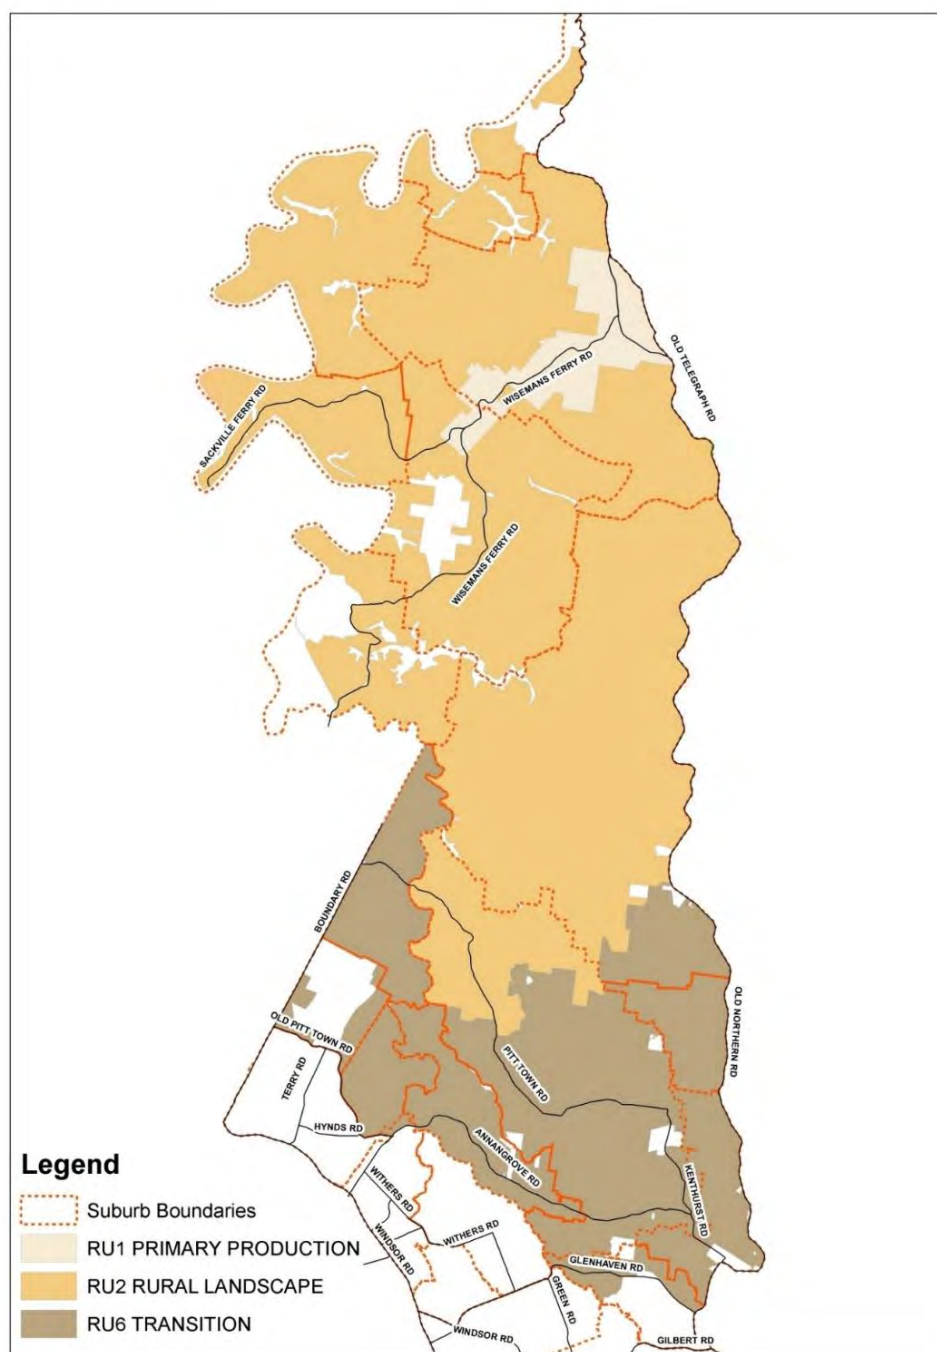 OLD TELEGRAPH RD
WISEMANS FERRY RD
SACKVILLE FERRY RD
WISEMANS FERRY RD
BOUNDARY RD
OLD NORTHERN RD
OLD PITT TOWN RD
PITT TOWN RD
TERRY RD
HYNDS RD
ANNANGROVE RD
KENTHURST RD
WITHERS RD
WITHERS RD
WINDSOR RD
GLENHAVEN RD
GREEN RD
WINDSOR RD
GILBERT RD
Legend
Suburb Boundaries
RU1 PRIMARY PRODUCTION
RU2 RURAL LANDSCAPE
RU6 TRANSITION